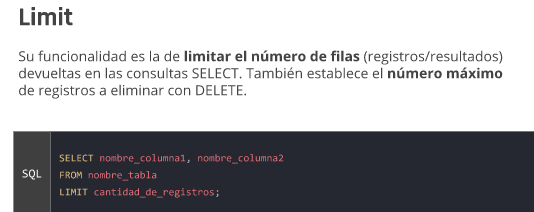 Limit
Su funcionalidad es la de limitar el número de filas (registros/resultados)
devueltas en las consultas SELECT. También establece el número máximo
de registros a eliminar con DELETE.
SQL
SELECT nombre_columna1, nombre_columna2
FROM nombre_tabla
LIMIT cantidad_de_registros;